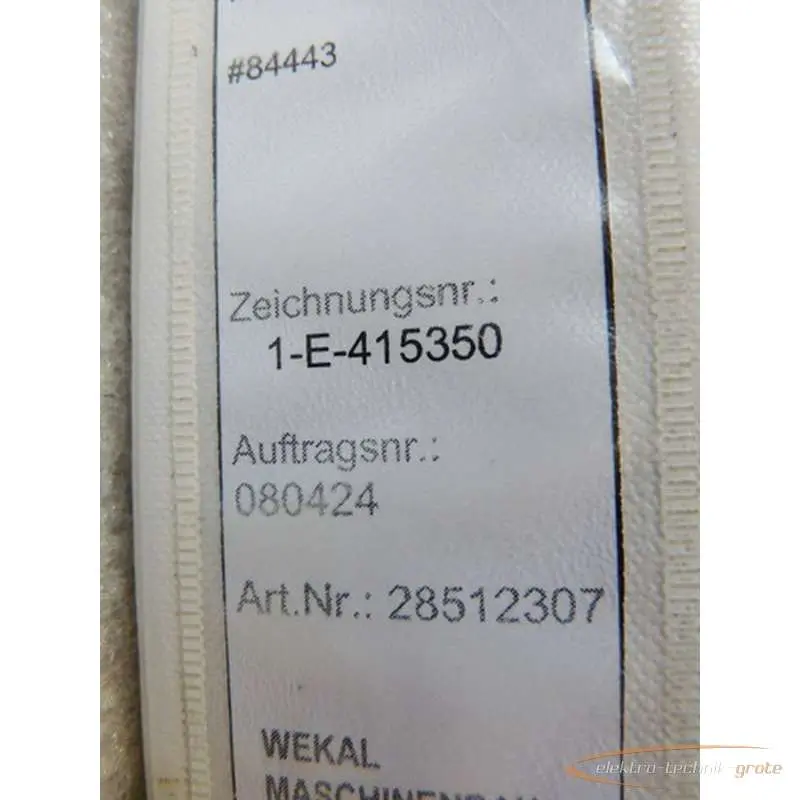 #84443
Zeichnungsnr.:
1-E-415350
Auftragsnr.:
080424
Art.Nr.: 28512307
WEKAL
elektro-technik-grote